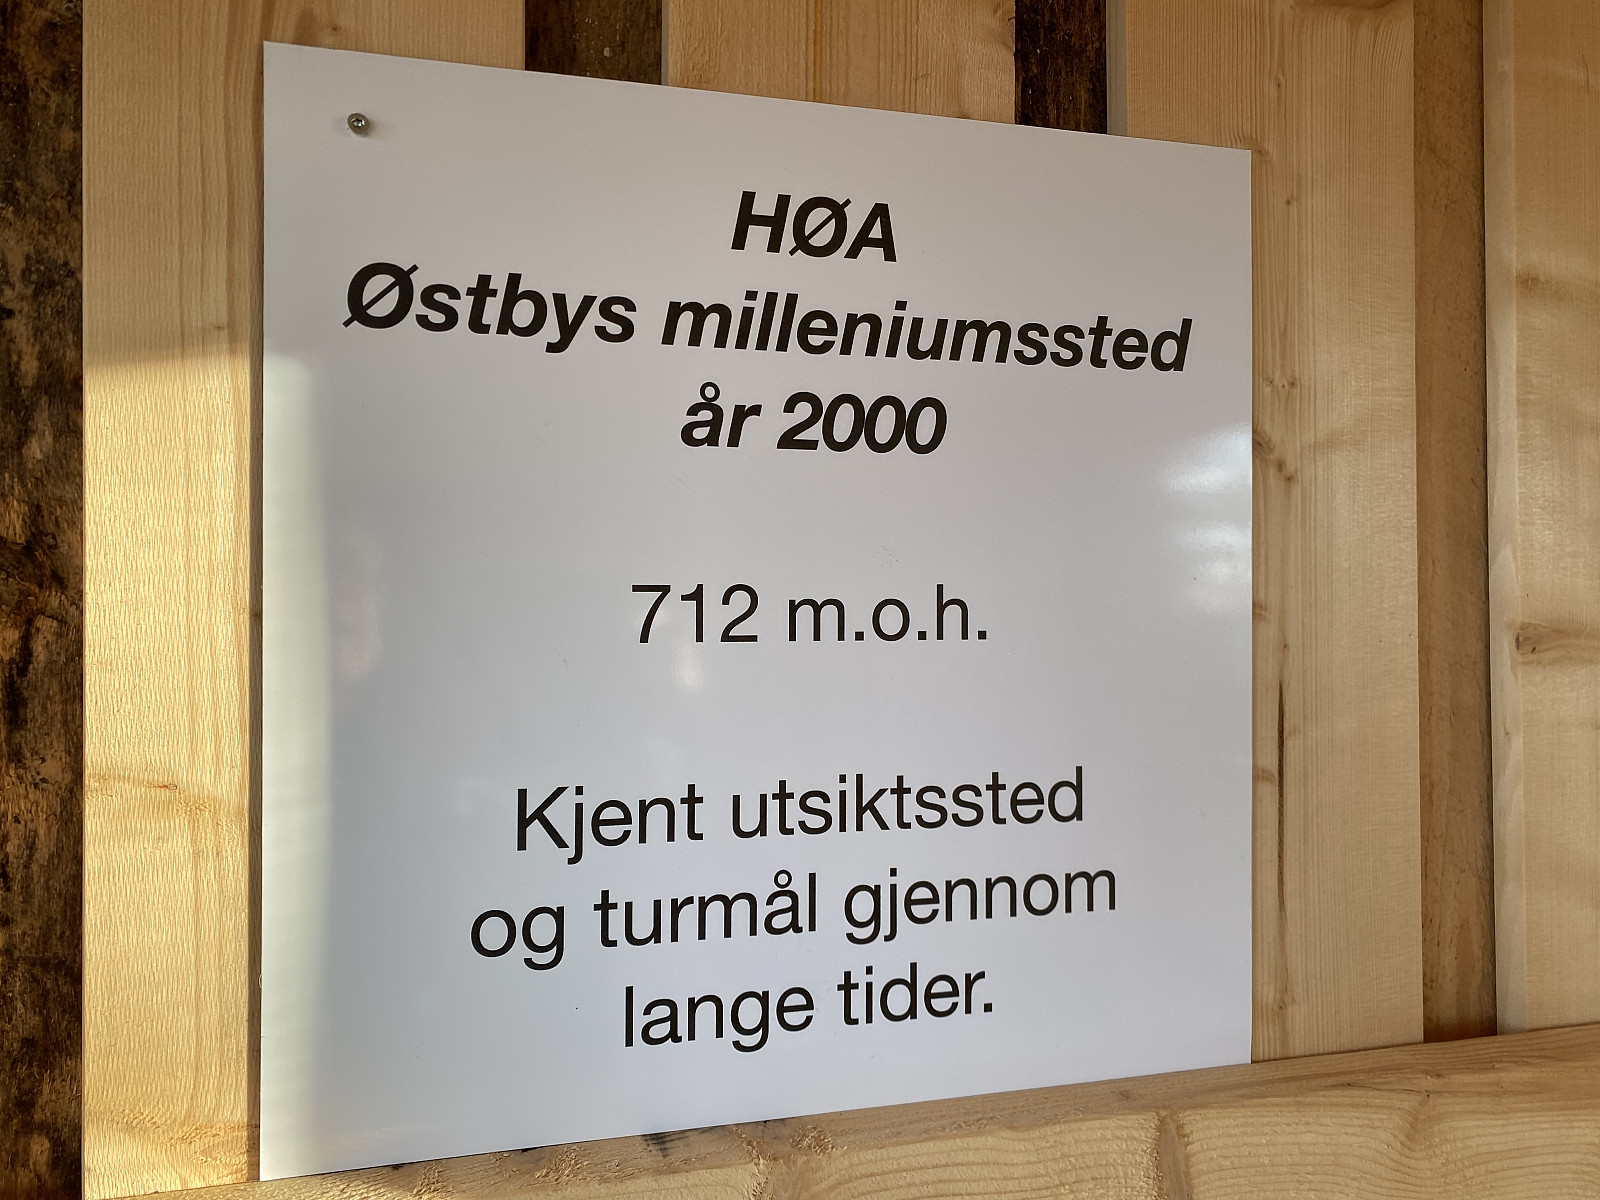 HØA
Østbys milleniumssted
år 2000
712 m.o.h.
Kjent utsiktssted
og turmål gjennom
lange tider.